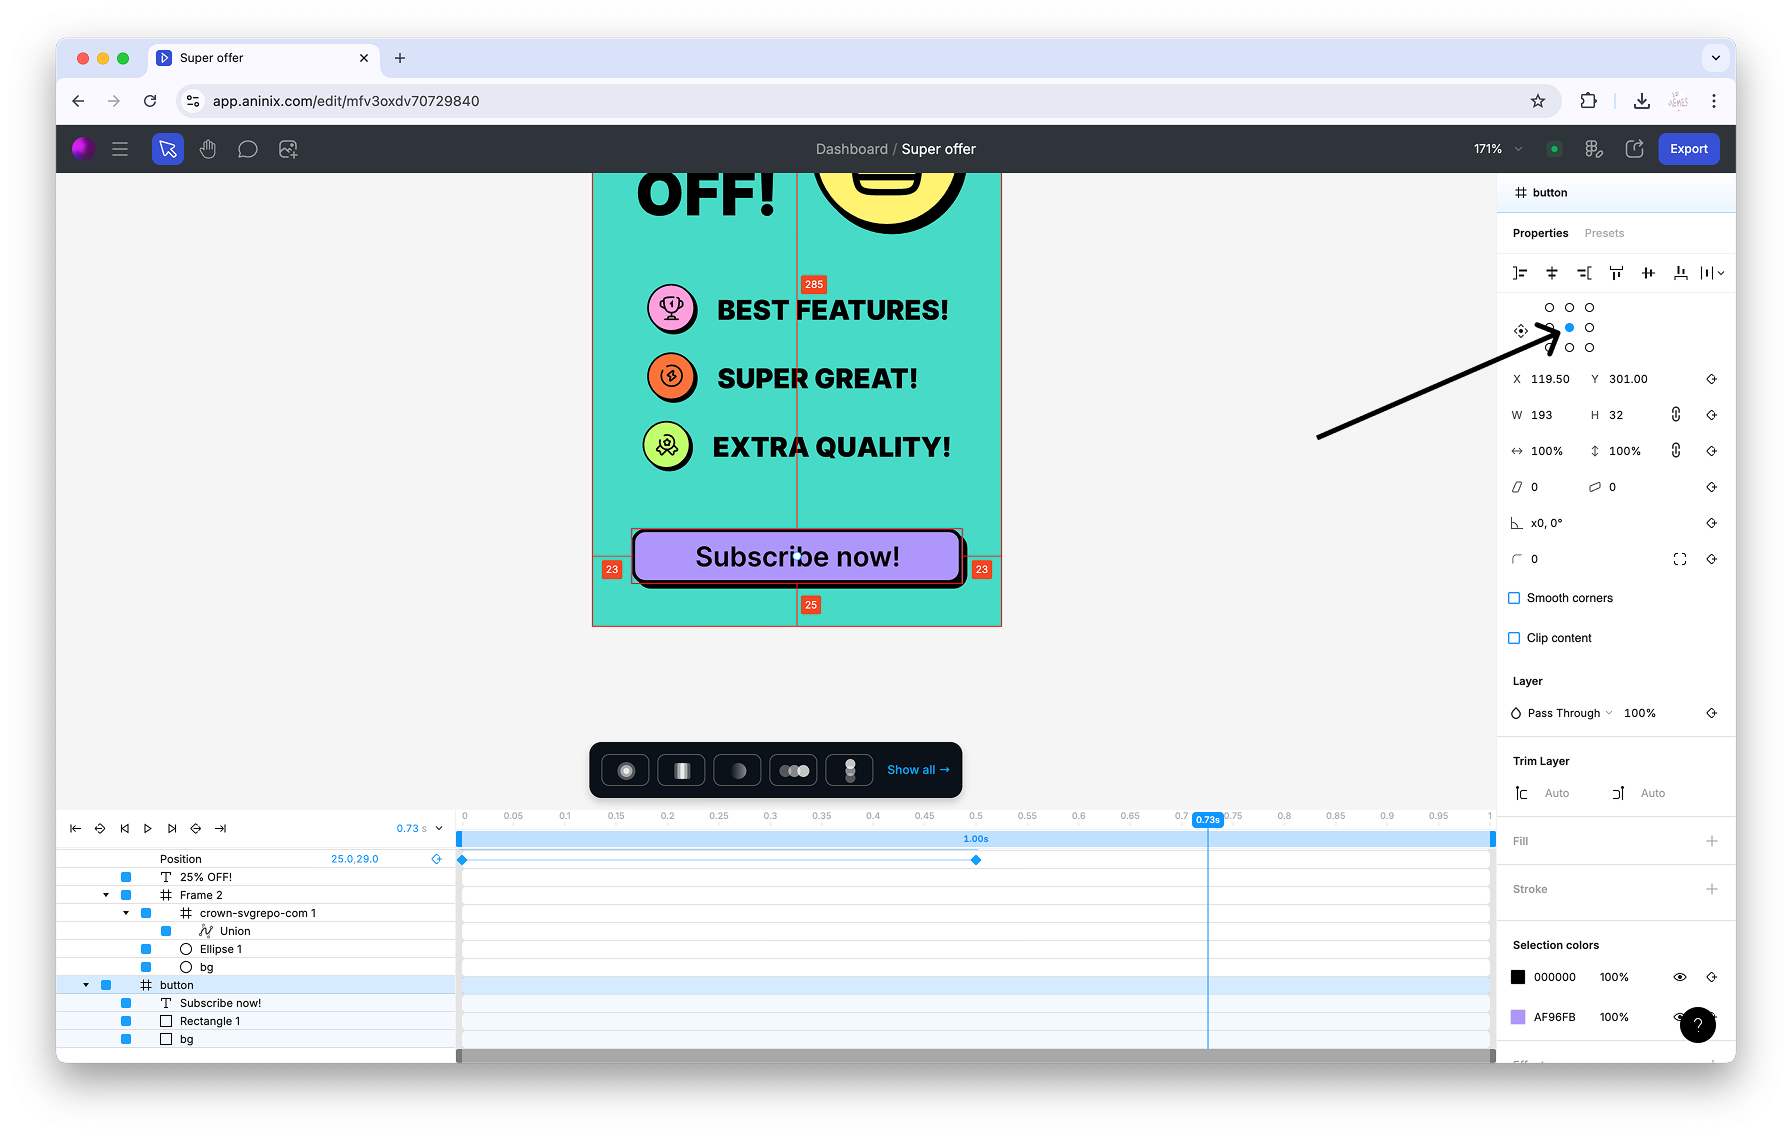 Super offer
app.aninix.com/edit/mfv3oxdv70729840
Dashboard / Super offer
171%
Export
OFF!
285
BEST FEATURES!
SUPER GREAT!
EXTRA QUALITY!
Subscribe now!
23
23
25
Show all →
button
Properties Presets
X 119.50 Y 301.00
W 193 H 32
100% 100%
0 0
x0, 0°
0
Smooth corners
Clip content
Layer
Pass Through 100%
Trim Layer
Auto Auto
Fill
Stroke
Selection colors
000000 100%
AF96FB 100%
?
0.73 s
0 0.05 0.1 0.15 0.2 0.25 0.3 0.35 0.4 0.45 0.5 0.55 0.6 0.65 0.7 0.73s 0.75 0.8 0.85 0.9 0.95 1
1.00s
Position 25.0,29.0
25% OFF!
Frame 2
crown-svgrepo-com 1
Union
Ellipse 1
bg
button
Subscribe now!
Rectangle 1
bg